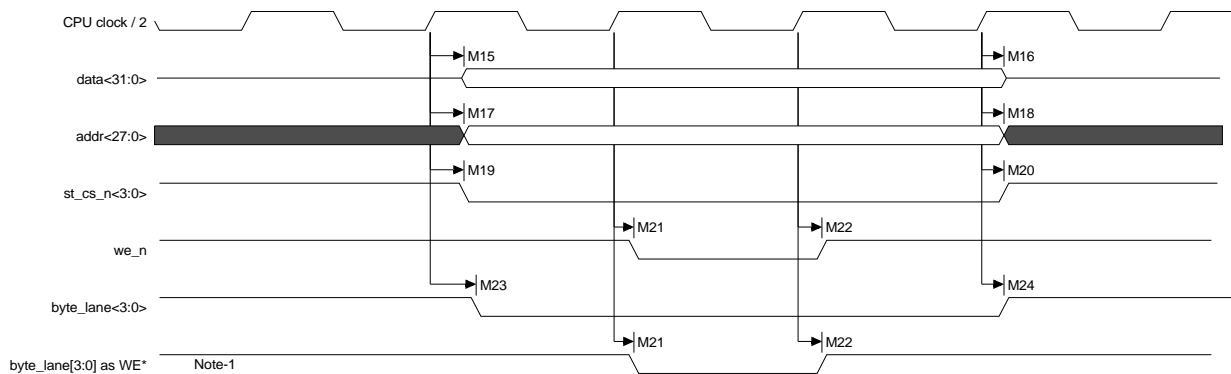 CPU clock / 2
M15 M16
data<31:0>
M17 M18
addr<27:0>
M19 M20
st_cs_n<3:0>
M21 M22
we_n
M23 M24
byte_lane<3:0>
M21 M22
byte_lane[3:0] as WE* Note-1